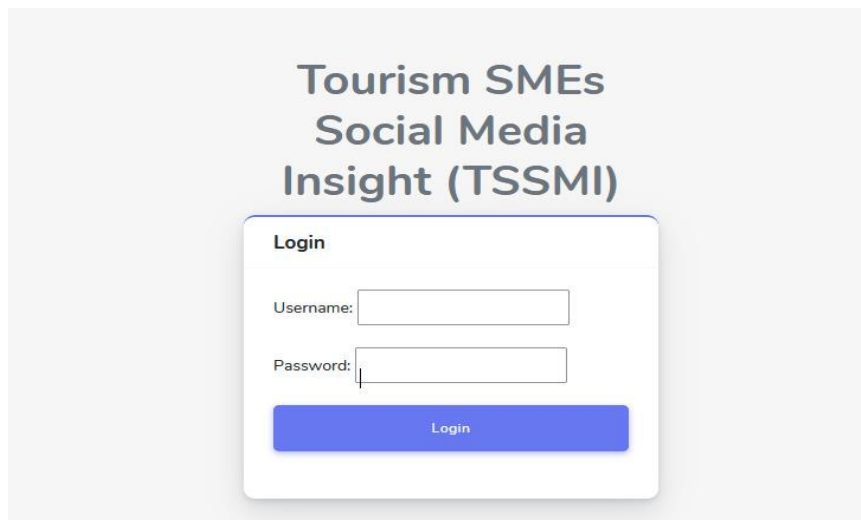 Tourism SMEs
Social Media
Insight (TSSMI)
Login
Username:
Password:
Login